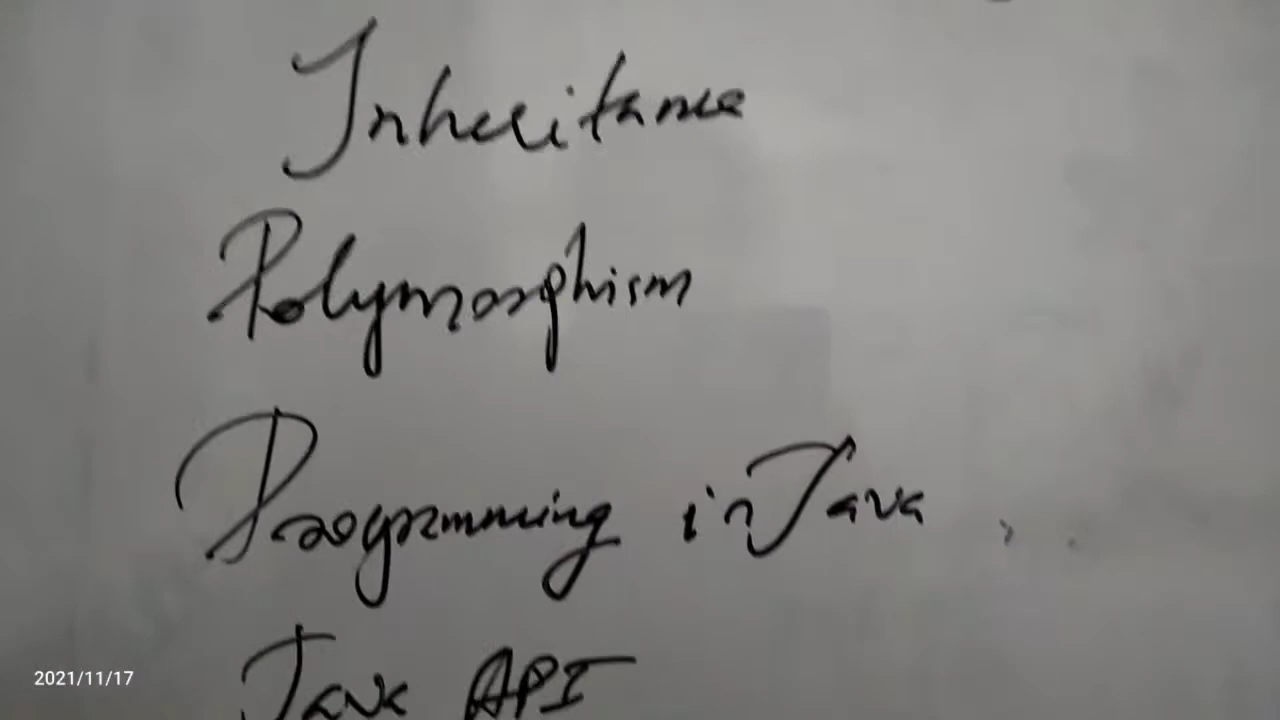 Inheritance
Polymorphism
Programming in Java
Java API
2021/11/17